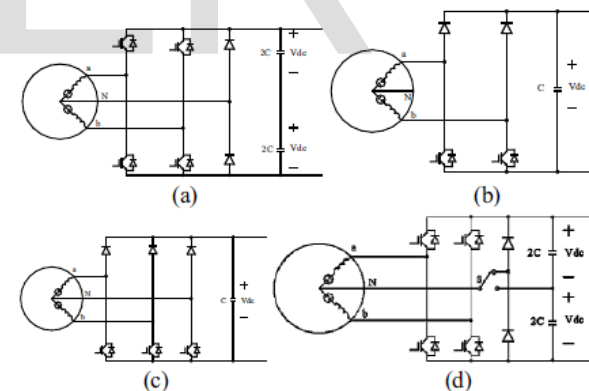 a
N
b
2C
+
Vdc
−
2C
+
Vdc
−
(a)
a
N
b
C
+
Vdc
−
(b)
a
N
b
C
+
Vdc
−
(c)
a
N
b
S
2C
+
Vdc
−
2C
+
Vdc
−
(d)